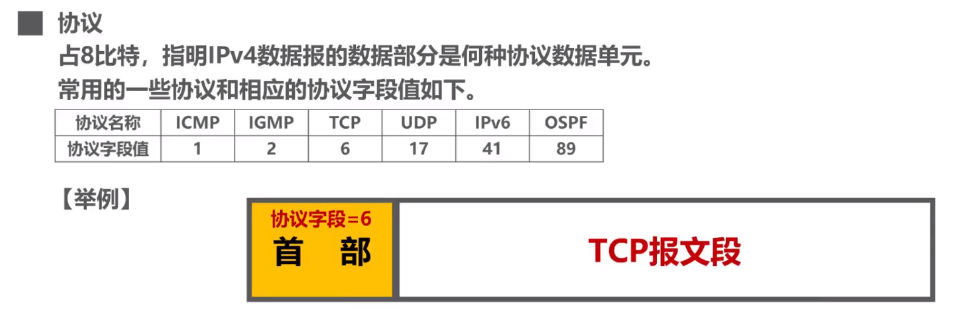 协议
占8比特，指明IPv4数据报的数据部分是何种协议数据单元。
常用的一些协议和相应的协议字段值如下。
协议名称 ICMP IGMP TCP UDP IPv6 OSPF
协议字段值 1 2 6 17 41 89
【举例】
协议字段=6
首 部
TCP报文段